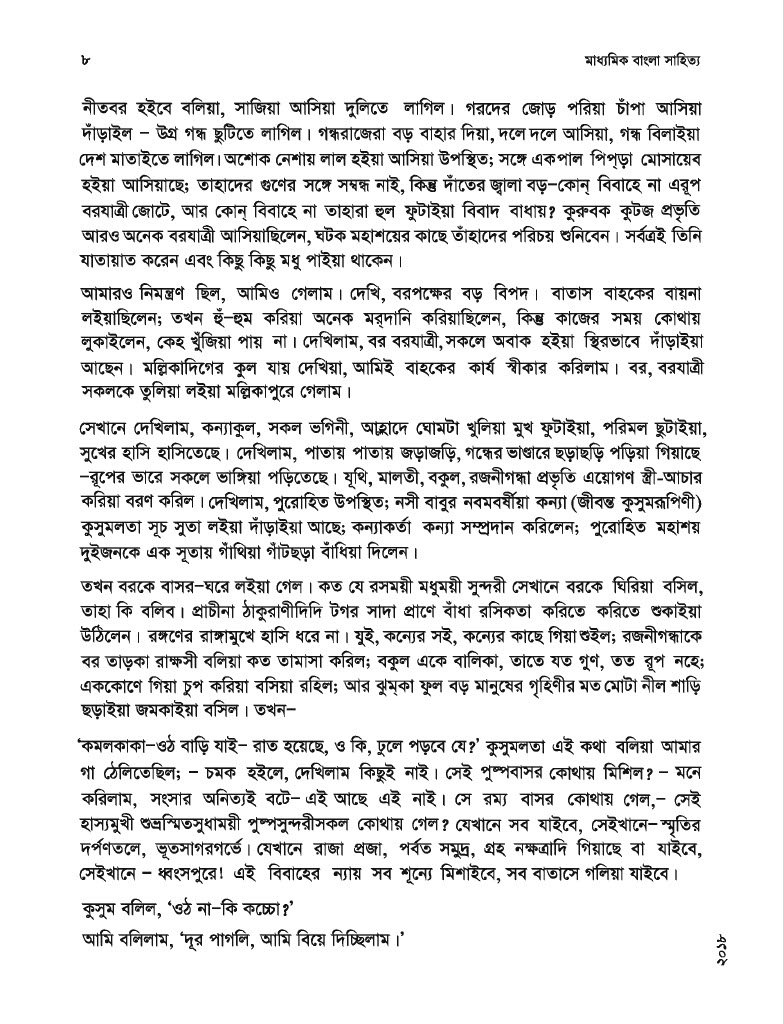 ৮
মাধ্যমিক বাংলা সাহিত্য
নীতবর হইবে বলিয়া, সাজিয়া আসিয়া দুলিতে লাগিল। গরদের জোড় পরিয়া চাঁপা আসিয়া
দাঁড়াইল – উগ্র গন্ধ ছুটিতে লাগিল। গন্ধরাজেরা বড় বাহার দিয়া, দলে দলে আসিয়া, গন্ধ বিলাইয়া
দেশ মাতাইতে লাগিল। অশোক নেশায় লাল হইয়া আসিয়া উপস্থিত; সঙ্গে একপাল পিপ্‌ড়া মোসায়েব
হইয়া আসিয়াছে; তাহাদের গুণের সঙ্গে সম্বন্ধ নাই, কিন্তু দাঁতের জ্বালা বড়–কোন্‌ বিবাহে না এরূপ
বরযাত্রী জোটে, আর কোন্‌ বিবাহে না তাহারা হুল ফুটাইয়া বিবাদ বাধায়? কুরুবক কুটজ প্রভৃতি
আরও অনেক বরযাত্রী আসিয়াছিলেন, ঘটক মহাশয়ের কাছে তাঁহাদের পরিচয় শুনিবেন। সর্বত্রই তিনি
যাতায়াত করেন এবং কিছু কিছু মধু পাইয়া থাকেন।
আমারও নিমন্ত্রণ ছিল, আমিও গেলাম। দেখি, বরপক্ষের বড় বিপদ। বাতাস বাহকের বায়না
লইয়াছিলেন; তখন হুঁ–হুম করিয়া অনেক মর্‌দানি করিয়াছিলেন, কিন্তু কাজের সময় কোথায়
লুকাইলেন, কেহ খুঁজিয়া পায় না। দেখিলাম, বর বরযাত্রী, সকলে অবাক হইয়া স্থিরভাবে দাঁড়াইয়া
আছেন। মল্লিকাদিগের কুল যায় দেখিয়া, আমিই বাহকের কার্য স্বীকার করিলাম। বর, বরযাত্রী
সকলকে তুলিয়া লইয়া মল্লিকাপুরে গেলাম।
সেখানে দেখিলাম, কন্যাকুল, সকল ভগিনী, আহ্লাদে ঘোমটা খুলিয়া মুখ ফুটাইয়া, পরিমল ছুটাইয়া,
সুখের হাসি হাসিতেছে। দেখিলাম, পাতায় পাতায় জড়াজড়ি, গন্ধের ভাণ্ডারে ছড়াছড়ি পড়িয়া গিয়াছে
–রূপের ভারে সকলে ভাঙ্গিয়া পড়িতেছে। যূথি, মালতী, বকুল, রজনীগন্ধা প্রভৃতি এয়োগণ স্ত্রী-আচার
করিয়া বরণ করিল। দেখিলাম, পুরোহিত উপস্থিত; নসী বাবুর নবমবর্ষীয়া কন্যা (জীবন্ত কুসুমরূপিণী)
কুসুমলতা সূচ সুতা লইয়া দাঁড়াইয়া আছে; কন্যাকর্তা কন্যা সম্প্রদান করিলেন; পুরোহিত মহাশয়
দুইজনকে এক সূতায় গাঁথিয়া গাঁটছড়া বাঁধিয়া দিলেন।
তখন বরকে বাসর–ঘরে লইয়া গেল। কত যে রসময়ী মধুময়ী সুন্দরী সেখানে বরকে ঘিরিয়া বসিল,
তাহা কি বলিব। প্রাচীনা ঠাকুরাণীদিদি টগর সাদা প্রাণে বাঁধা রসিকতা করিতে করিতে শুকাইয়া
উঠিলেন। রঙ্গণের রাঙ্গামুখে হাসি ধরে না। যুই, কন্যের সই, কন্যের কাছে গিয়া শুইল; রজনীগন্ধাকে
বর তাড়কা রাক্ষসী বলিয়া কত তামাসা করিল; বকুল একে বালিকা, তাতে যত গুণ, তত রূপ নহে;
এককোণে গিয়া চুপ করিয়া বসিয়া রহিল; আর ঝুম্‌কা ফুল বড় মানুষের গৃহিণীর মত মোটা নীল শাড়ি
ছড়াইয়া জমকাইয়া বসিল। তখন–
‘কমলকাকা–ওঠ বাড়ি যাই– রাত হয়েছে, ও কি, ঢুলে পড়বে যে?’ কুসুমলতা এই কথা বলিয়া আমার
গা ঠেলিতেছিল; – চমক হইলে, দেখিলাম কিছুই নাই। সেই পুষ্পবাসর কোথায় মিশিল? – মনে
করিলাম, সংসার অনিত্যই বটে– এই আছে এই নাই। সে রম্য বাসর কোথায় গেল,– সেই
হাস্যমুখী শুভ্রস্মিতসুধাময়ী পুষ্পসুন্দরীসকল কোথায় গেল? যেখানে সব যাইবে, সেইখানে– স্মৃতির
দর্পণতলে, ভূতসাগরগর্ভে। যেখানে রাজা প্রজা, পর্বত সমুদ্র, গ্রহ নক্ষত্রাদি গিয়াছে বা যাইবে,
সেইখানে – ধ্বংসপুরে! এই বিবাহের ন্যায় সব শূন্যে মিশাইবে, সব বাতাসে গলিয়া যাইবে।
কুসুম বলিল, ‘ওঠ না–কি কচ্চো?’
আমি বলিলাম, ‘দূর পাগলি, আমি বিয়ে দিচ্ছিলাম।’
২০১৮